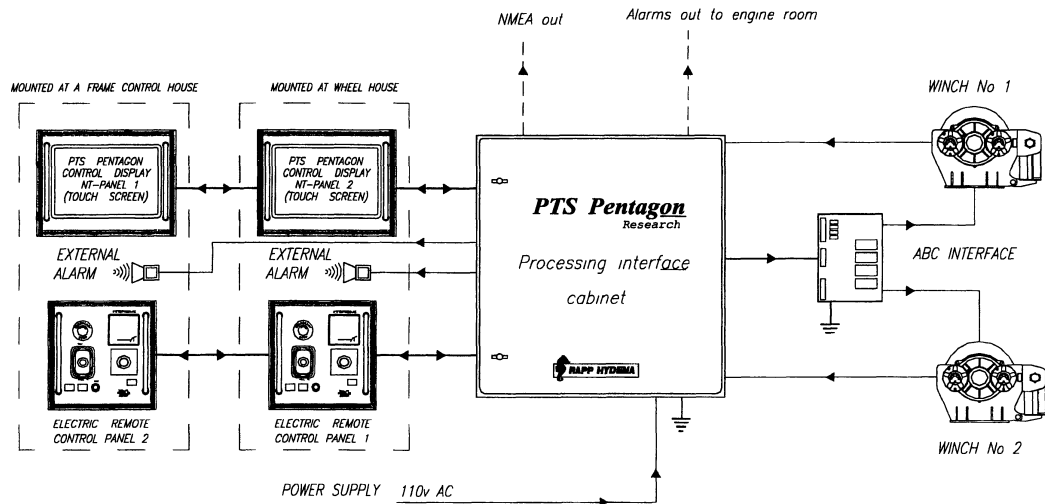 NMEA out
Alarms out to engine room
MOUNTED AT A FRAME CONTROL HOUSE
MOUNTED AT WHEEL HOUSE
WINCH No 1
PTS PENTAGON
CONTROL DISPLAY
NT-PANEL 1
(TOUCH SCREEN)
PTS PENTAGON
CONTROL DISPLAY
NT-PANEL 2
(TOUCH SCREEN)
PTS Pentagon
Research
Processing interface
cabinet
EXTERNAL
ALARM
EXTERNAL
ALARM
ABC INTERFACE
RAPP HYDEMA
ELECTRIC REMOTE
CONTROL PANEL 2
ELECTRIC REMOTE
CONTROL PANEL 1
WINCH No 2
POWER SUPPLY 110v AC